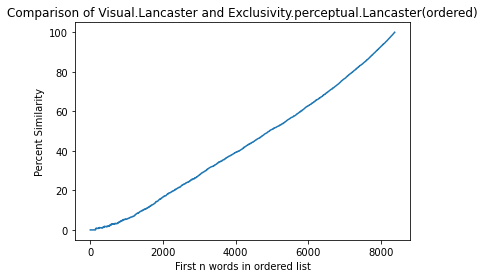 Comparison of Visual.Lancaster and Exclusivity.perceptual.Lancaster(ordered)
100
80
60
40
20
0
Percent Similarity
0 2000 4000 6000 8000
First n words in ordered list